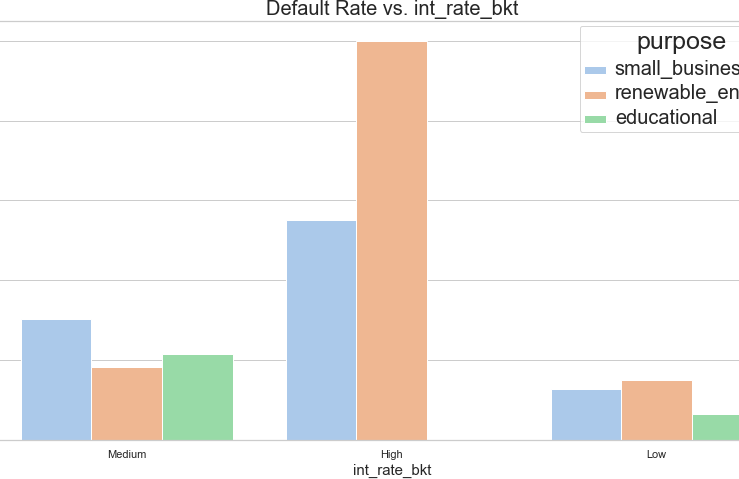 Default Rate vs. int_rate_bkt
purpose
small_busines
renewable_en
educational
Medium
High
Low
int_rate_bkt